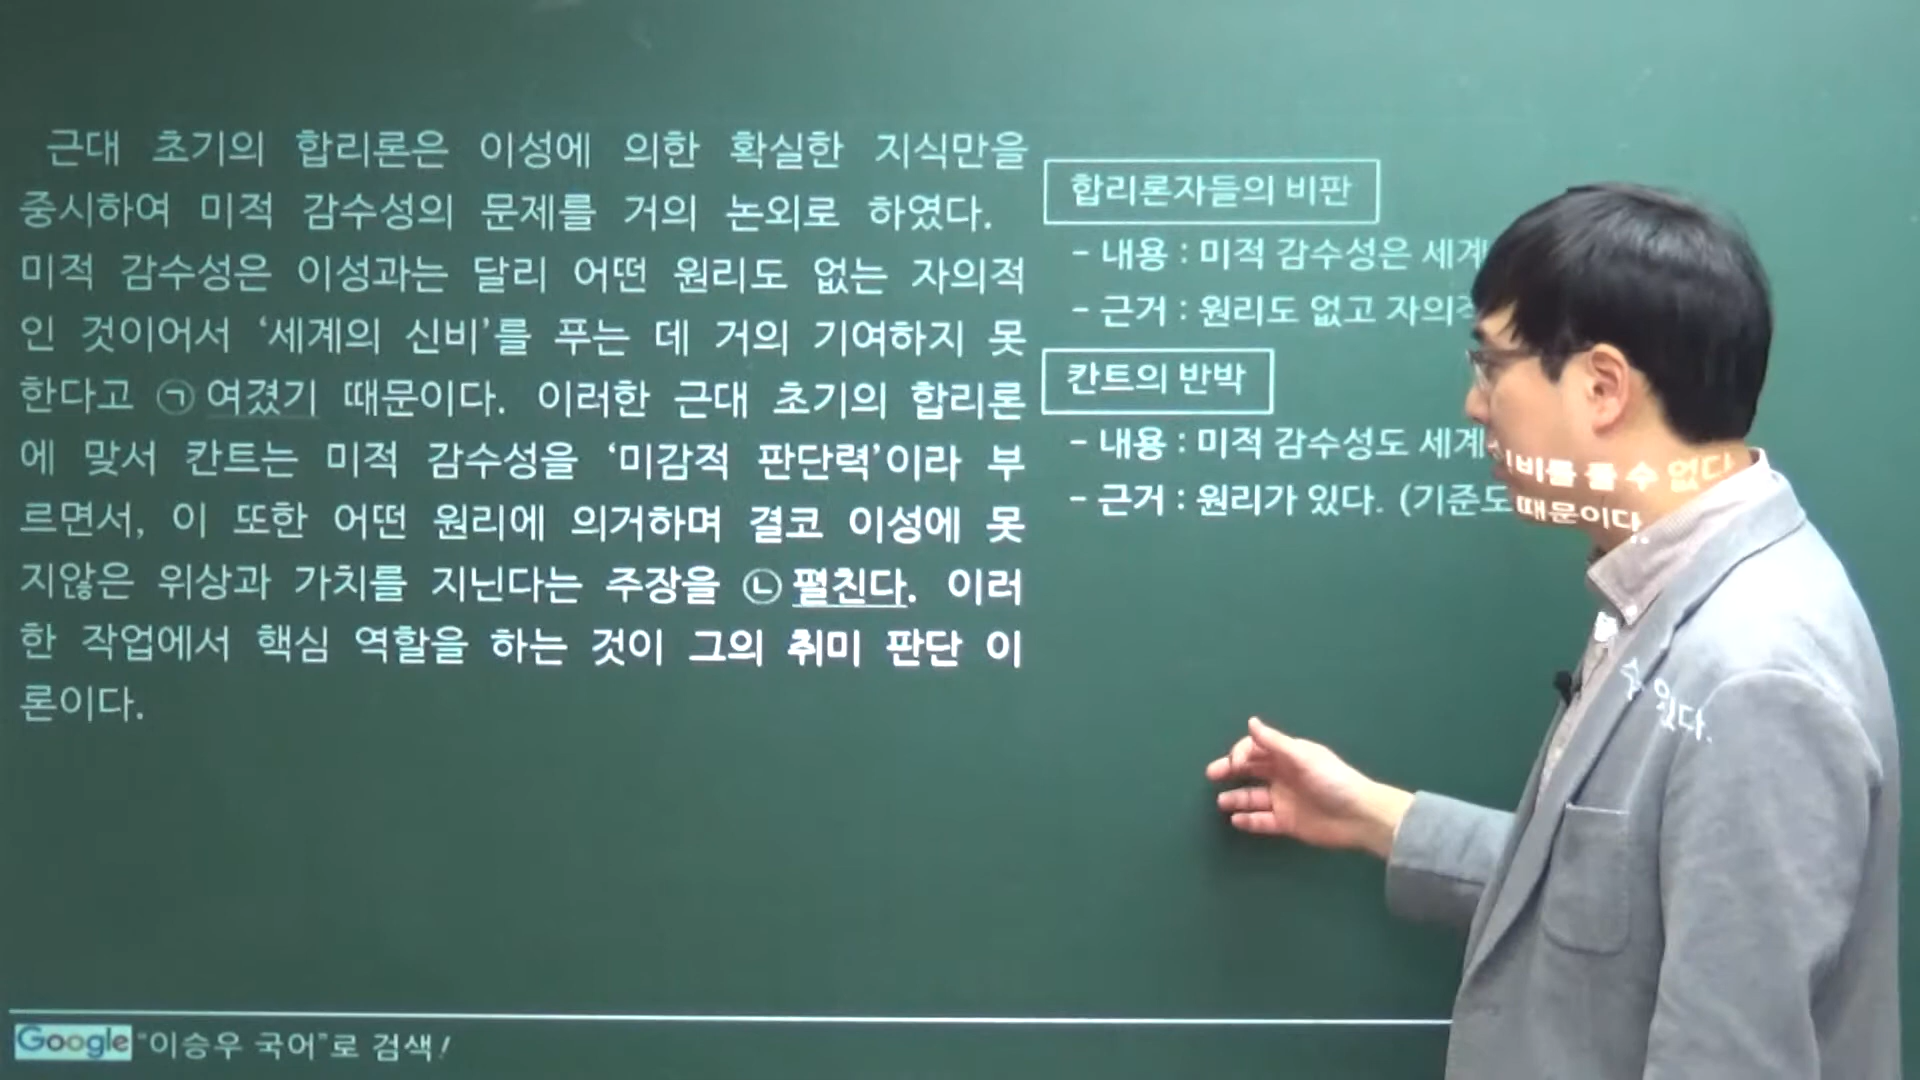 근대 초기의 합리론은 이성에 의한 확실한 지식만을
중시하여 미적 감수성의 문제를 거의 논외로 하였다.
미적 감수성은 이성과는 달리 어떤 원리도 없는 자의적
인 것이어서 ‘세계의 신비’를 푸는 데 거의 기여하지 못
한다고 ㉠ 여겼기 때문이다. 이러한 근대 초기의 합리론
에 맞서 칸트는 미적 감수성을 ‘미감적 판단력’이라 부
르면서, 이 또한 어떤 원리에 의거하며 결코 이성에 못
지않은 위상과 가치를 지닌다는 주장을 ㉡ 펼친다. 이러
한 작업에서 핵심 역할을 하는 것이 그의 취미 판단 이
론이다.
합리론자들의 비판
- 내용 : 미적 감수성은 세계
- 근거 : 원리도 없고
칸트의 반박
- 내용 : 미적 감수성도 세계
를 풀 수 없다
- 근거 : 원리가 있다. (기준도
때문이다.
수 있다.
Google “이승우 국어”로 검색!